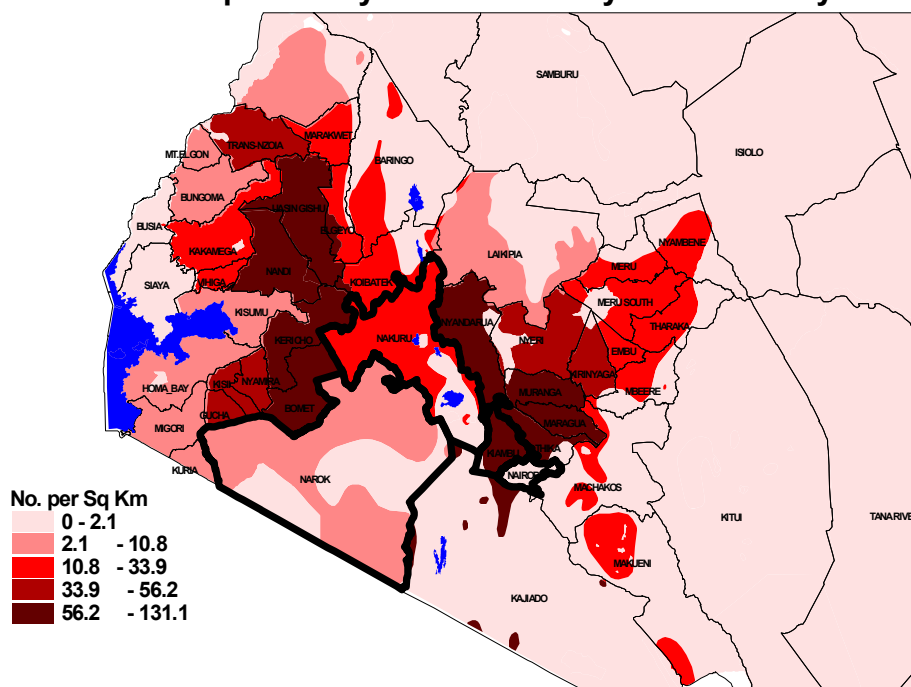 SAMBURU
TRANS-NZOIA
MARAKWET
MT.ELGON
BARINGO
ISIOLO
BUNGOMA
UASIN GISHU
BUSIA
ELGEYO
NYAMBENE
KAKAMEGA
LAIKIPIA
MERU
NANDI
VIHIGA
KOIBATEK
SIAYA
MERU SOUTH
KISUMU
NYANDARUA
THARAKA
KERICHO
NAKURU
NYERI
EMBU
KIRINYAGA
HOMA_BAY
KISII
NYAMIRA
MURANGA
MBEERE
BOMET
GUCHA
MARAGUA
MIGORI
KIAMBU
THIKA
KURIA
NAROK
NAIROBI
MACHAKOS
KITUI
TANA RIVE
MAKUENI
KAJIADO
No. per Sq Km
0 - 2.1
2.1 - 10.8
10.8 - 33.9
33.9 - 56.2
56.2 - 131.1